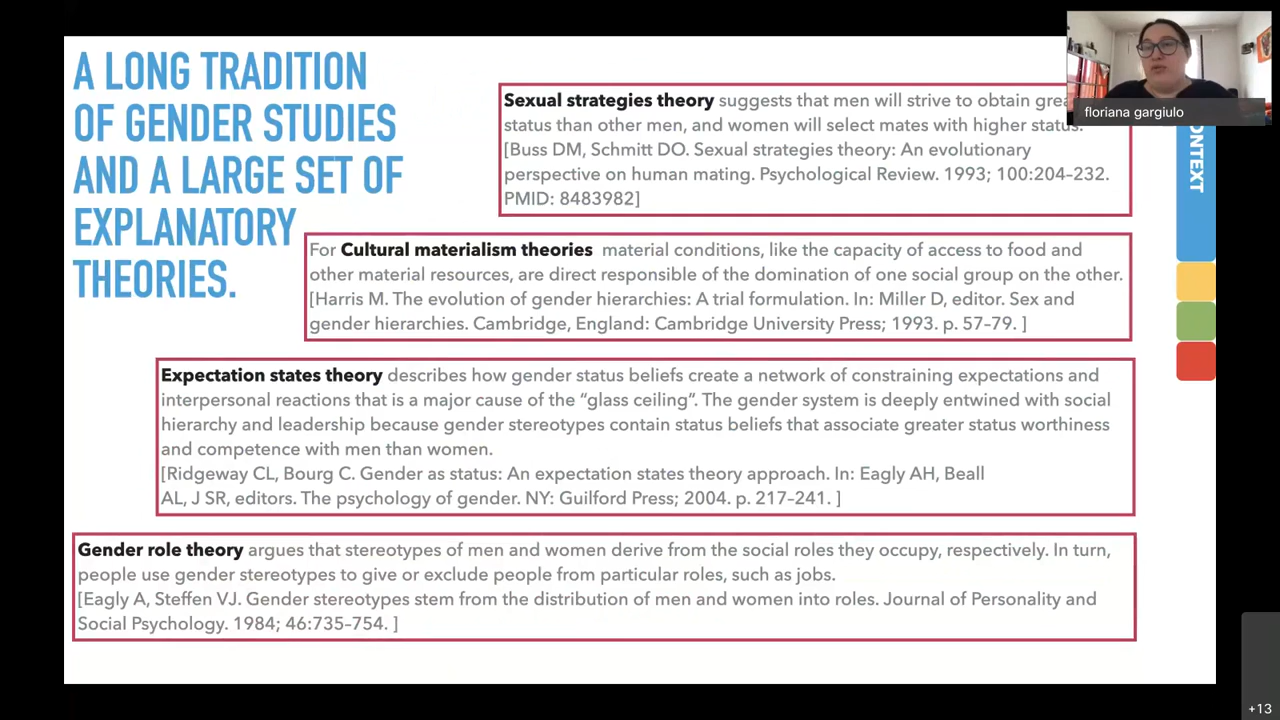 A LONG TRADITION
OF GENDER STUDIES
AND A LARGE SET OF
EXPLANATORY
THEORIES.
Sexual strategies theory suggests that men will strive to obtain
status than other men, and women will select mates with higher status.
[Buss DM, Schmitt DO. Sexual strategies theory: An evolutionary
perspective on human mating. Psychological Review. 1993; 100:204–232.
PMID: 8483982]
For Cultural materialism theories material conditions, like the capacity of access to food and
other material resources, are direct responsible of the domination of one social group on the other.
[Harris M. The evolution of gender hierarchies: A trial formulation. In: Miller D, editor. Sex and
gender hierarchies. Cambridge, England: Cambridge University Press; 1993. p. 57–79. ]
Expectation states theory describes how gender status beliefs create a network of constraining expectations and
interpersonal reactions that is a major cause of the “glass ceiling”. The gender system is deeply entwined with social
hierarchy and leadership because gender stereotypes contain status beliefs that associate greater status worthiness
and competence with men than women.
[Ridgeway CL, Bourg C. Gender as status: An expectation states theory approach. In: Eagly AH, Beall
AL, J SR, editors. The psychology of gender. NY: Guilford Press; 2004. p. 217–241. ]
Gender role theory argues that stereotypes of men and women derive from the social roles they occupy, respectively. In turn,
people use gender stereotypes to give or exclude people from particular roles, such as jobs.
[Eagly A, Steffen VJ. Gender stereotypes stem from the distribution of men and women into roles. Journal of Personality and
Social Psychology. 1984; 46:735–754. ]
floriana gargiulo
ONTEXT
+13